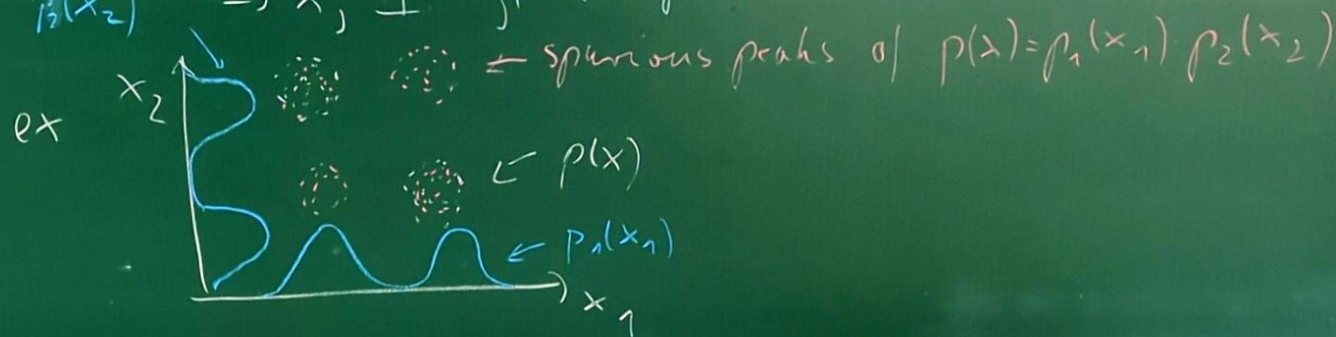 p₂(x₂)
← spurious peaks of p(x)=p₁(x₁) p₂(x₂)
x₂
ex
← p(x)
← p₁(x₁)
x₁